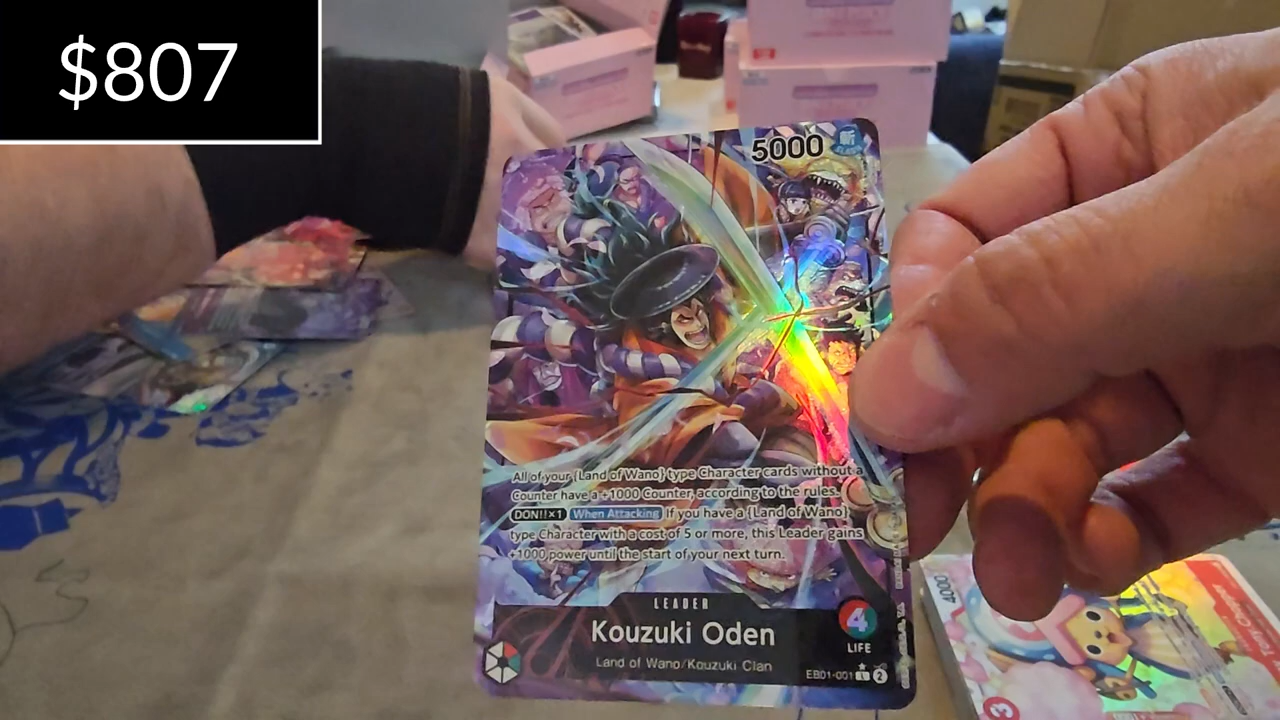 $807
5000
All of your {Land of Wano} type Character cards without a
Counter have a +1000 Counter, according to the rules.
DON!!×1 When Attacking If you have a {Land of Wano}
type Character with a cost of 5 or more, this Leader gains
+1000 power until the start of your next turn.
LEADER
Kouzuki Oden
4
LIFE
Land of Wano/Kouzuki Clan
EB01-001 L 2
4000
3